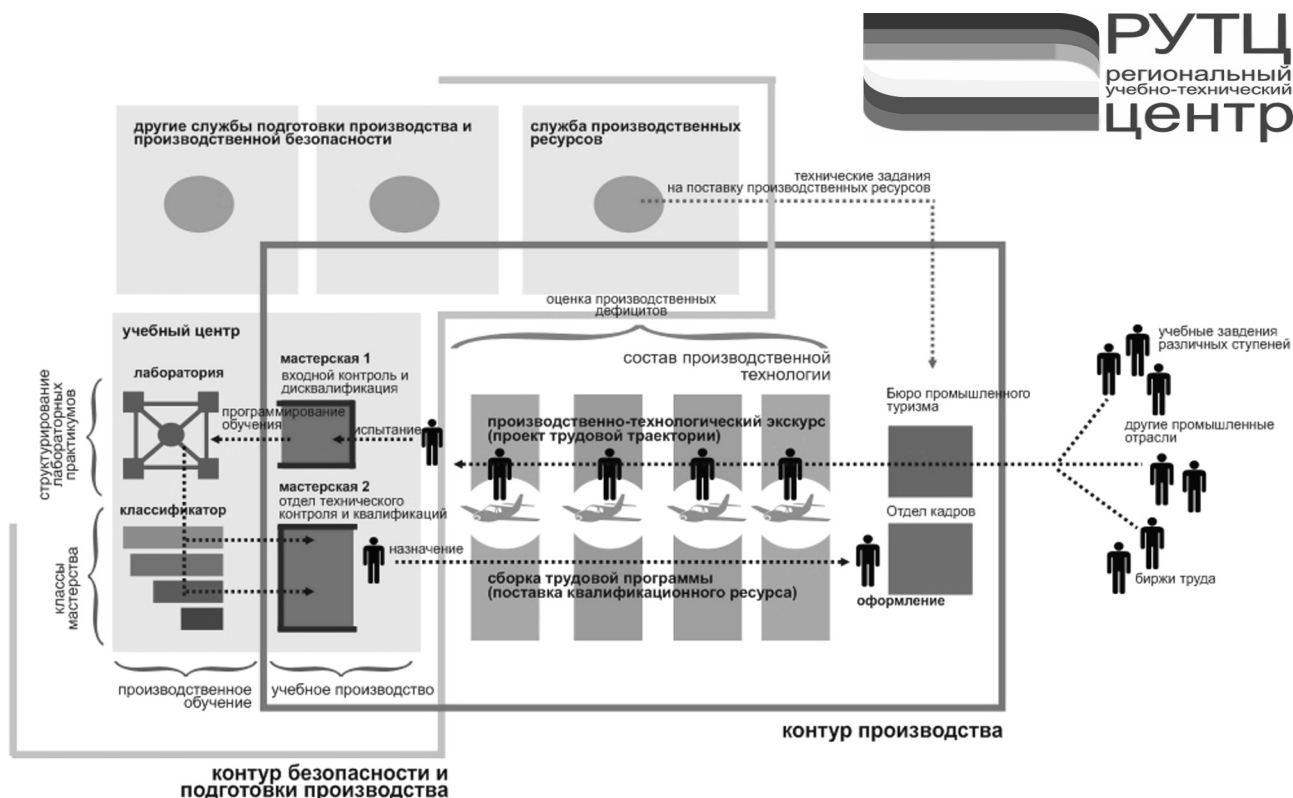 РУТЦ
региональный
учебно-технический
центр
другие службы подготовки производства и
производственной безопасности
служба производственных
ресурсов
технические задания
на поставку производственных ресурсов
оценка производственных
дефицитов
учебный центр
состав производственной
технологии
учебные завдения
различных ступеней
мастерская 1
входной контроль и
дисквалификация
лаборатория
структурирование
лабораторных
практикумов
программирование
обучения
испытание
производственно-технологический экскурс
(проект трудовой траектории)
Бюро промышленного
туризма
другие промышленные
отрасли
мастерская 2
отдел технического
контроля и квалификаций
классификатор
Отдел кадров
классы
мастерства
назначение
сборка трудовой программы
(поставка квалификационного ресурса)
оформление
биржи труда
производственное
обучение
учебное производство
контур производства
контур безопасности и
подготовки производства